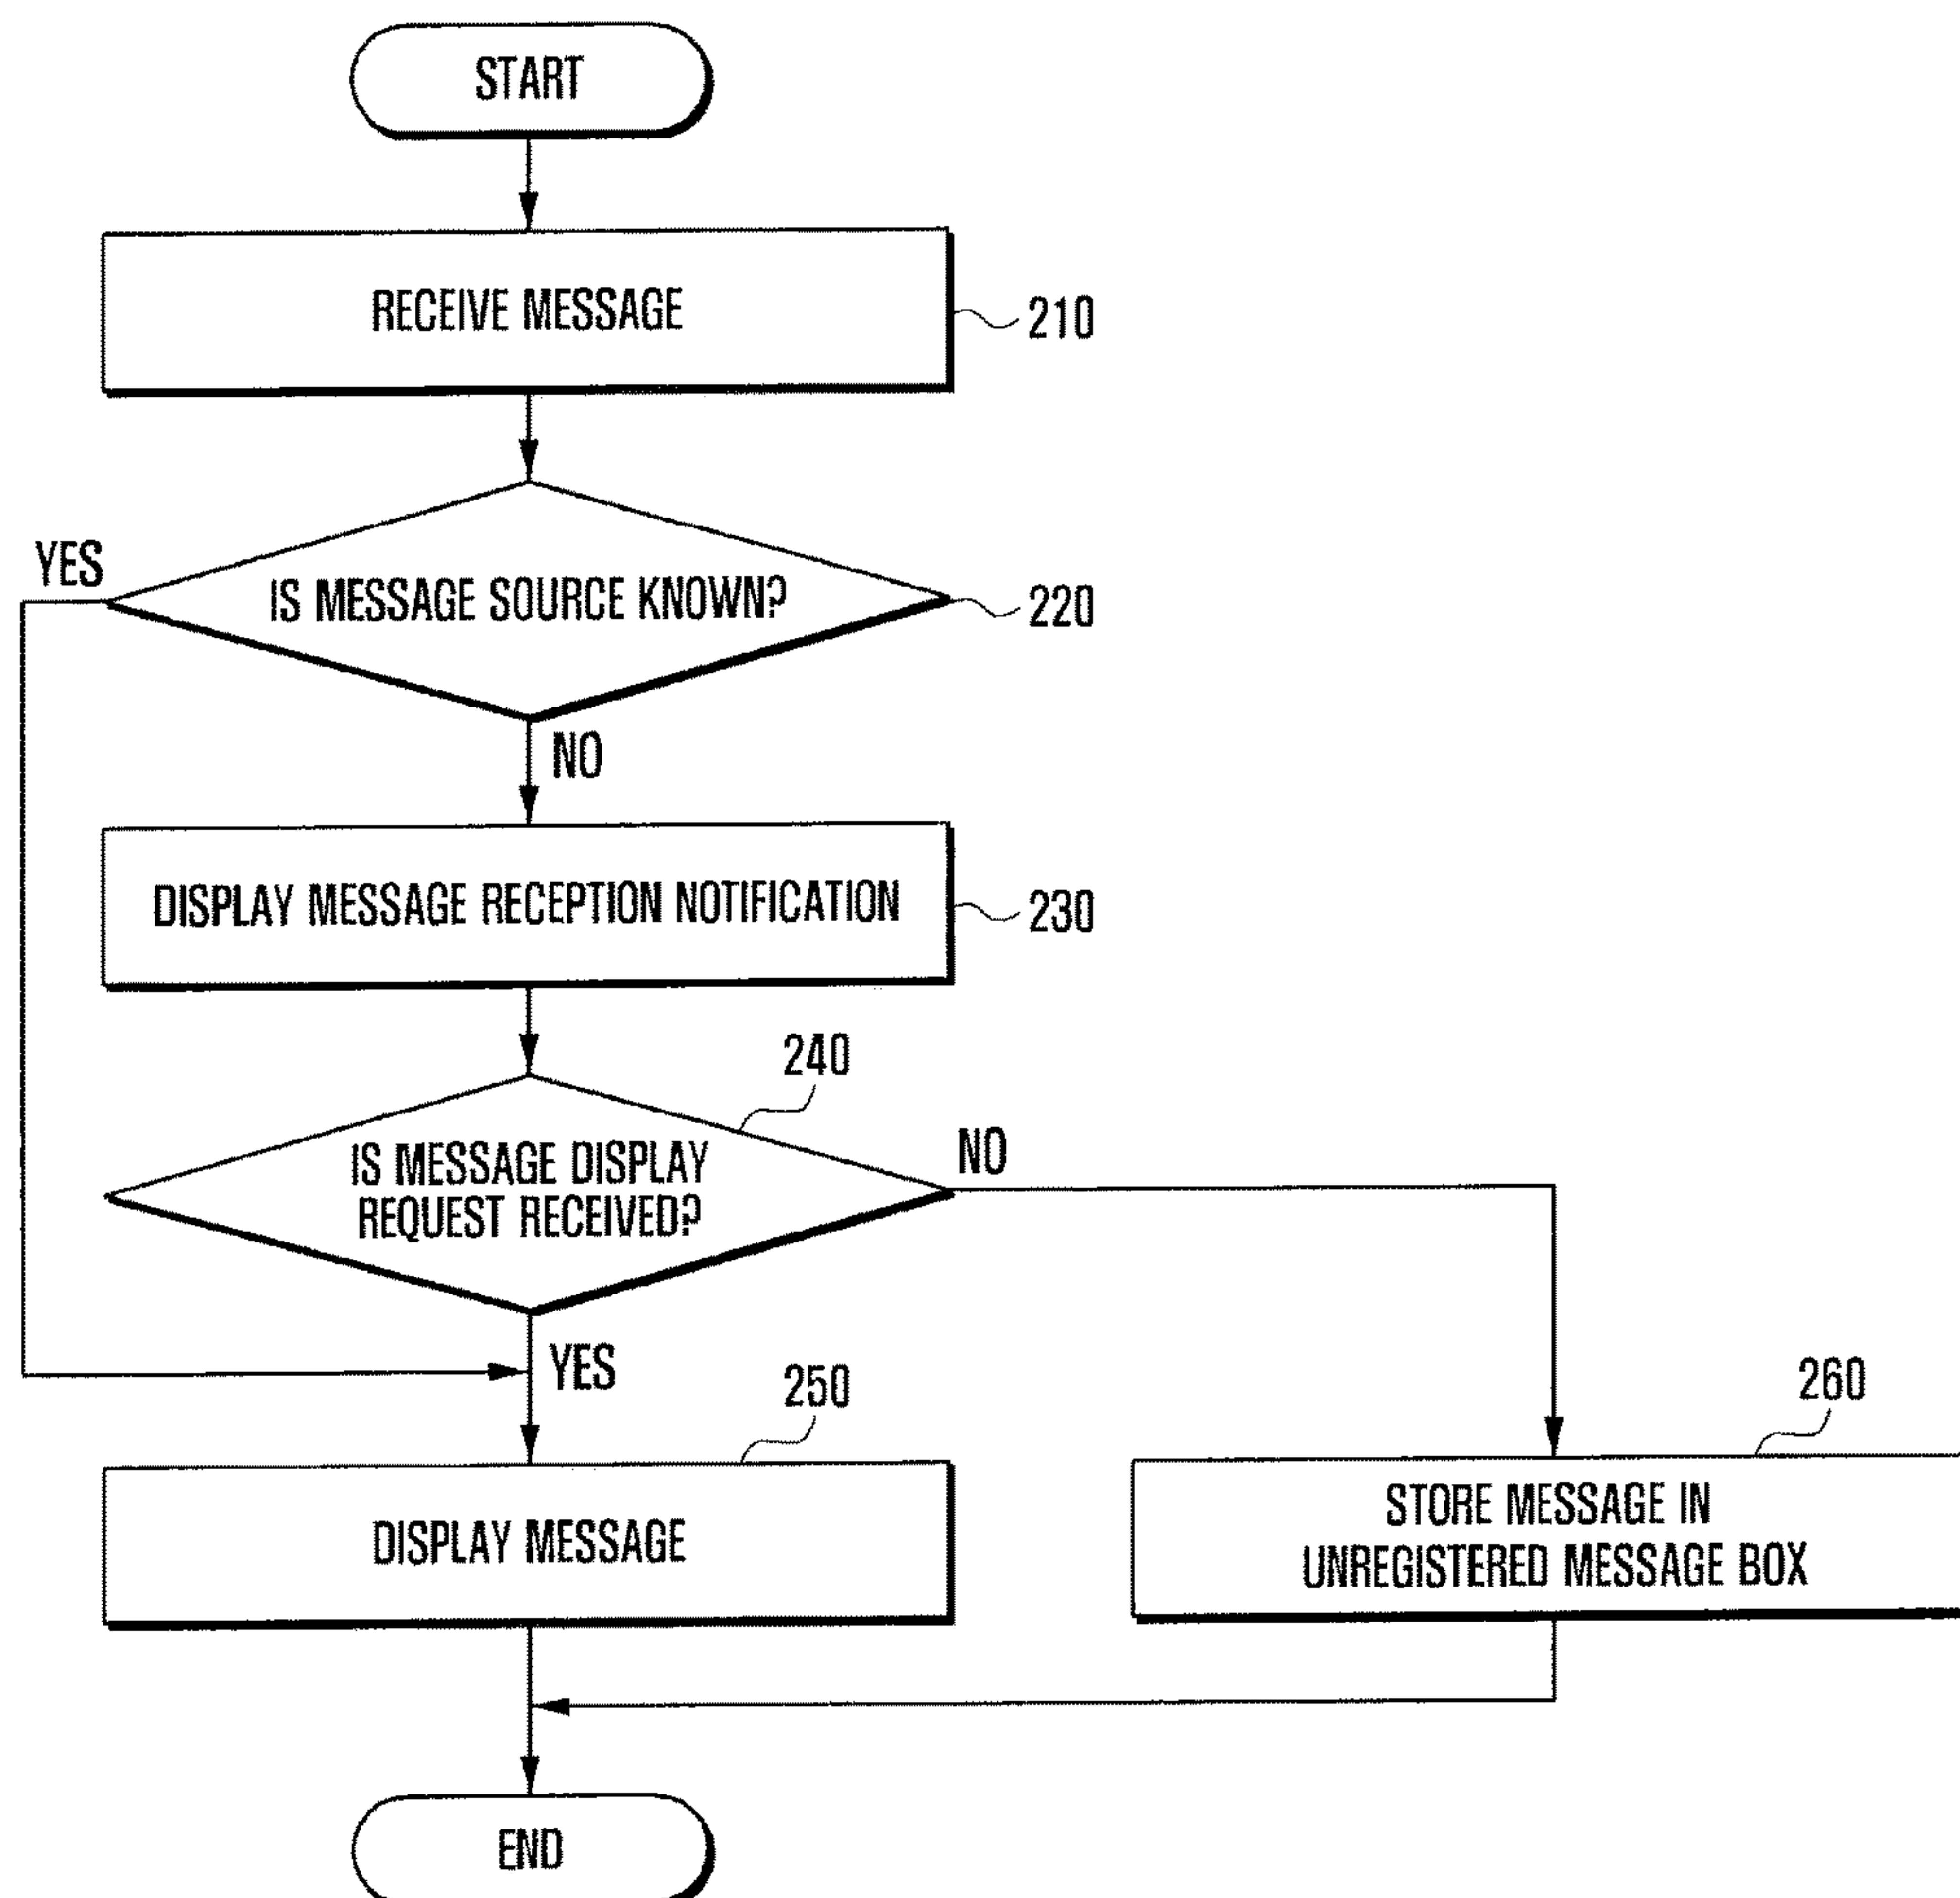 START
RECEIVE MESSAGE
210
YES
IS MESSAGE SOURCE KNOWN?
220
NO
DISPLAY MESSAGE RECEPTION NOTIFICATION
230
240
IS MESSAGE DISPLAY
REQUEST RECEIVED?
NO
YES
250
260
DISPLAY MESSAGE
STORE MESSAGE IN
UNREGISTERED MESSAGE BOX
END